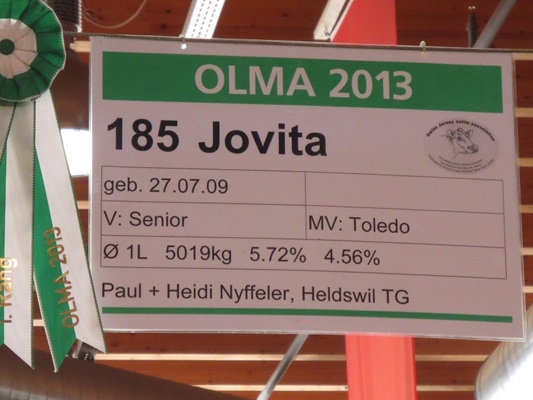 OLMA 2013
185 Jovita
geb. 27.07.09
V: Senior
MV: Toledo
Ø 1L 5019kg 5.72% 4.56%
Paul + Heidi Nyffeler, Heldswil TG
1. Rang
OLMA 2013